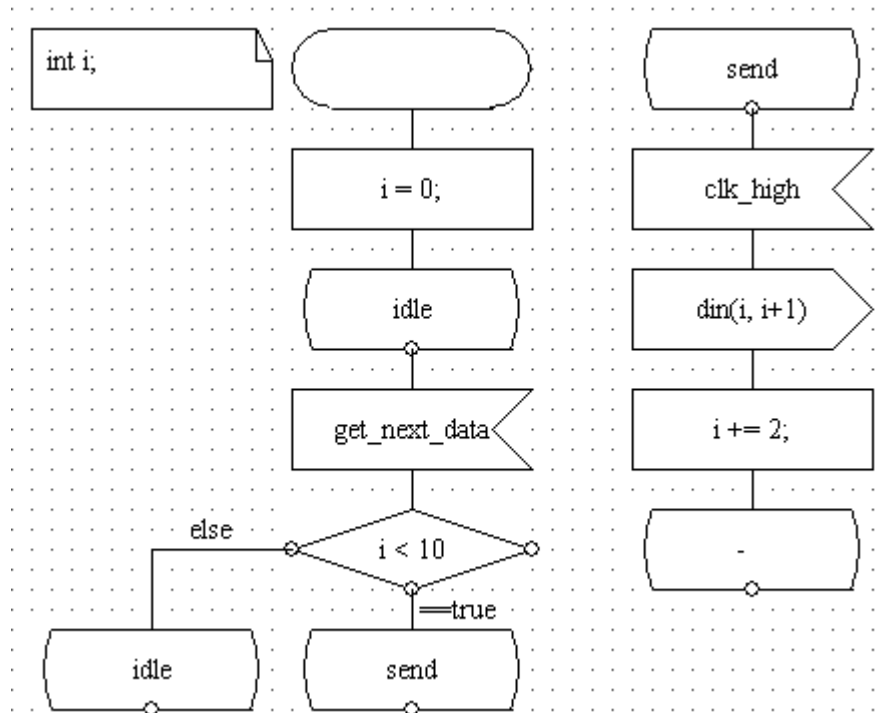 int i;
i = 0;
idle
get_next_data
i < 10
else
==true
idle
send
send
clk_high
din(i, i+1)
i += 2;
-